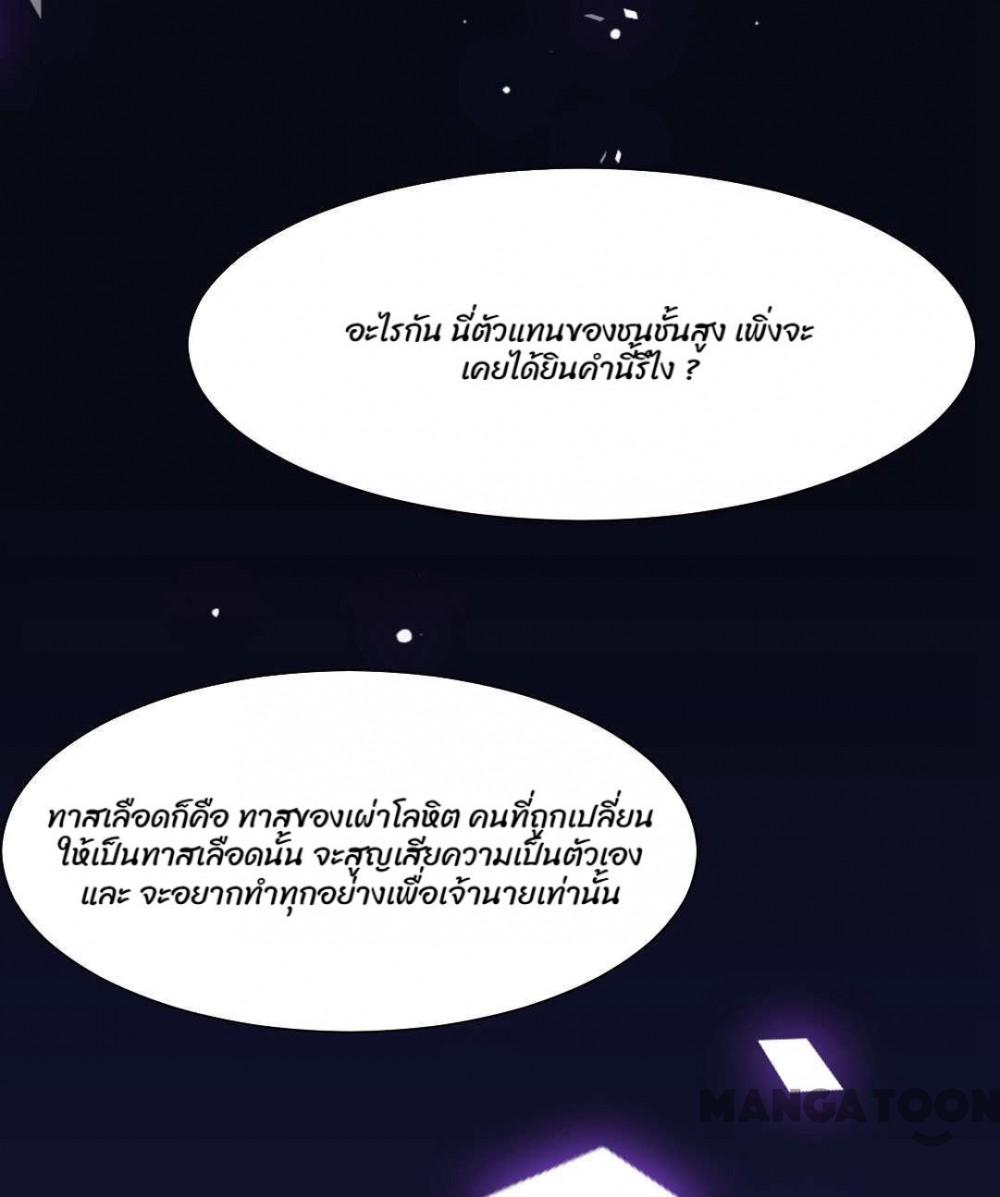 อะไรกัน นี่ตัวแทนของชนชั้นสูง เพิ่งจะ
เคยได้ยินคำนี้รึไง ?
ทาสเลือดก็คือ ทาสของเผ่าโลหิต คนที่ถูกเปลี่ยน
ให้เป็นทาสเลือดนั้น จะสูญเสียความเป็นตัวเอง
และ จะอยากทำทุกอย่างเพื่อเจ้านายเท่านั้น
MANGATOON